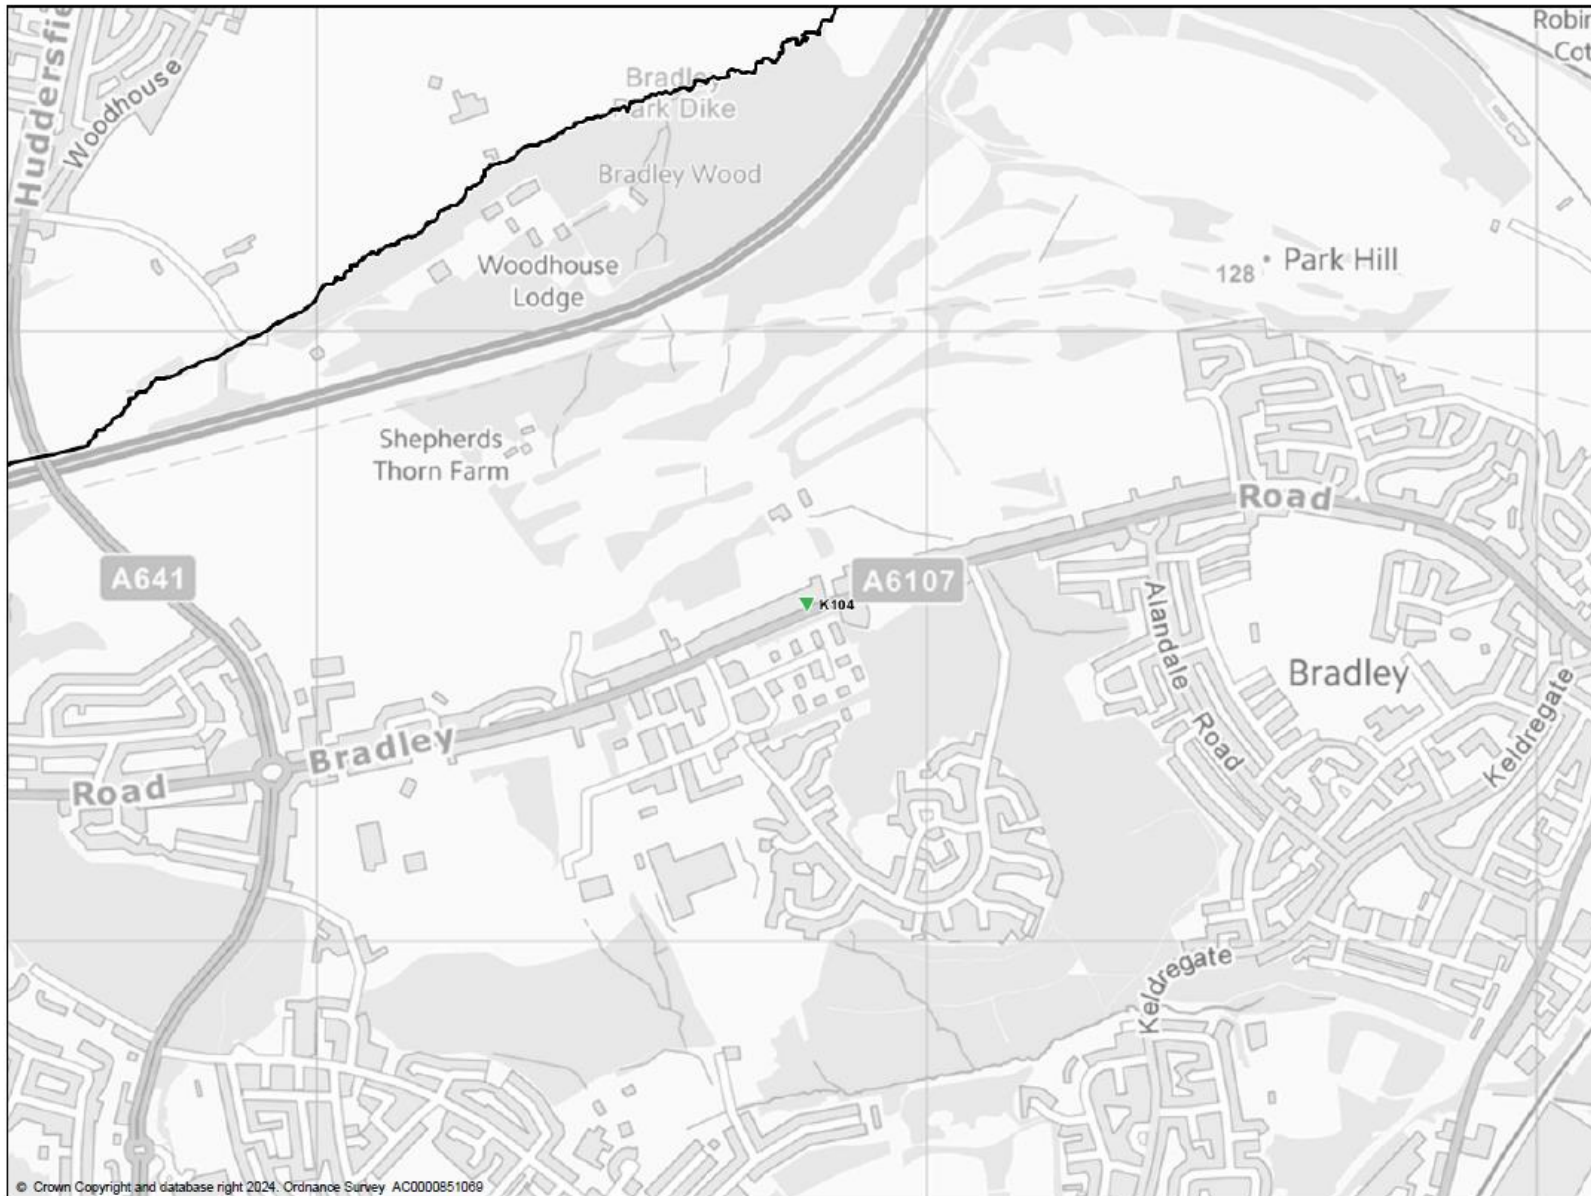 Huddersfie
Woodhouse
Robin
Cot
Bradley
Park Dike
Bradley Wood
Woodhouse
Lodge
128
Park Hill
Shepherds
Thorn Farm
Road
A641
A6107
K104
Alandale
Road
Bradley
Keldregate
Bradley
Road
Keldregate
© Crown Copyright and database right 2024. Ordnance Survey AC0000851069